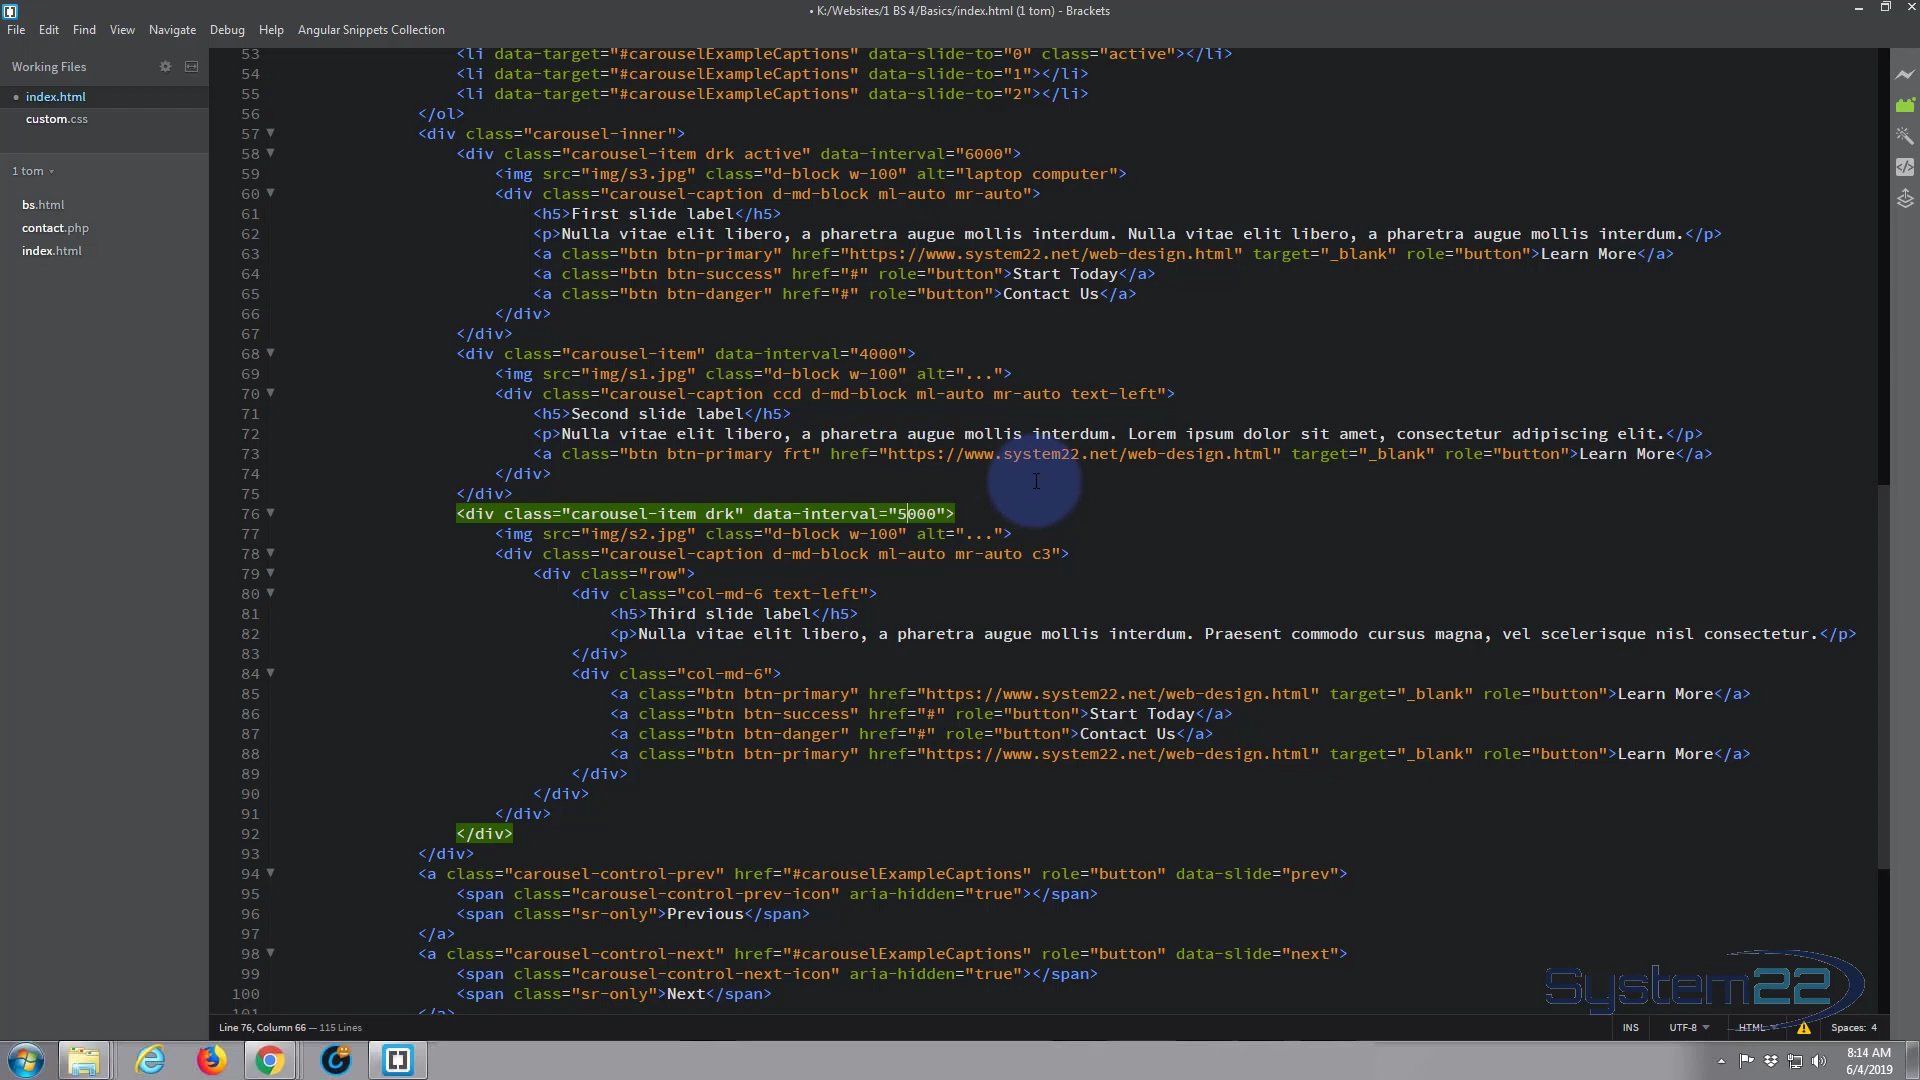 • K:/Websites/1 BS 4/Basics/index.html (1 tom) - Brackets
File Edit Find View Navigate Debug Help Angular Snippets Collection
Working Files
• index.html
custom.css
1 tom
bs.html
contact.php
index.html
53 <li data-target="#carouselExampleCaptions" data-slide-to="0" class="active"></li>
54 <li data-target="#carouselExampleCaptions" data-slide-to="1"></li>
55 <li data-target="#carouselExampleCaptions" data-slide-to="2"></li>
56 </ol>
57 <div class="carousel-inner">
58 <div class="carousel-item drk active" data-interval="6000">
59 <img src="img/s3.jpg" class="d-block w-100" alt="laptop computer">
60 <div class="carousel-caption d-md-block ml-auto mr-auto">
61 <h5>First slide label</h5>
62 <p>Nulla vitae elit libero, a pharetra augue mollis interdum. Nulla vitae elit libero, a pharetra augue mollis interdum.</p>
63 <a class="btn btn-primary" href="https://www.system22.net/web-design.html" target="_blank" role="button">Learn More</a>
64 <a class="btn btn-success" href="#" role="button">Start Today</a>
65 <a class="btn btn-danger" href="#" role="button">Contact Us</a>
66 </div>
67 </div>
68 <div class="carousel-item" data-interval="4000">
69 <img src="img/s1.jpg" class="d-block w-100" alt="...">
70 <div class="carousel-caption ccd d-md-block ml-auto mr-auto text-left">
71 <h5>Second slide label</h5>
72 <p>Nulla vitae elit libero, a pharetra augue mollis interdum. Lorem ipsum dolor sit amet, consectetur adipiscing elit.</p>
73 <a class="btn btn-primary frt" href="https://www.system22.net/web-design.html" target="_blank" role="button">Learn More</a>
74 </div>
75 </div>
76 <div class="carousel-item drk" data-interval="5000">
77 <img src="img/s2.jpg" class="d-block w-100" alt="...">
78 <div class="carousel-caption d-md-block ml-auto mr-auto c3">
79 <div class="row">
80 <div class="col-md-6 text-left">
81 <h5>Third slide label</h5>
82 <p>Nulla vitae elit libero, a pharetra augue mollis interdum. Praesent commodo cursus magna, vel scelerisque nisl consectetur.</p>
83 </div>
84 <div class="col-md-6">
85 <a class="btn btn-primary" href="https://www.system22.net/web-design.html" target="_blank" role="button">Learn More</a>
86 <a class="btn btn-success" href="#" role="button">Start Today</a>
87 <a class="btn btn-danger" href="#" role="button">Contact Us</a>
88 <a class="btn btn-primary" href="https://www.system22.net/web-design.html" target="_blank" role="button">Learn More</a>
89 </div>
90 </div>
91 </div>
92 </div>
93 </div>
94 <a class="carousel-control-prev" href="#carouselExampleCaptions" role="button" data-slide="prev">
95 <span class="carousel-control-prev-icon" aria-hidden="true"></span>
96 <span class="sr-only">Previous</span>
97 </a>
98 <a class="carousel-control-next" href="#carouselExampleCaptions" role="button" data-slide="next">
99 <span class="carousel-control-next-icon" aria-hidden="true"></span>
100 <span class="sr-only">Next</span>
101 </a>
System22
Line 76, Column 66 — 115 Lines
INS UTF-8 HTML Spaces: 4
8:14 AM
6/4/2019